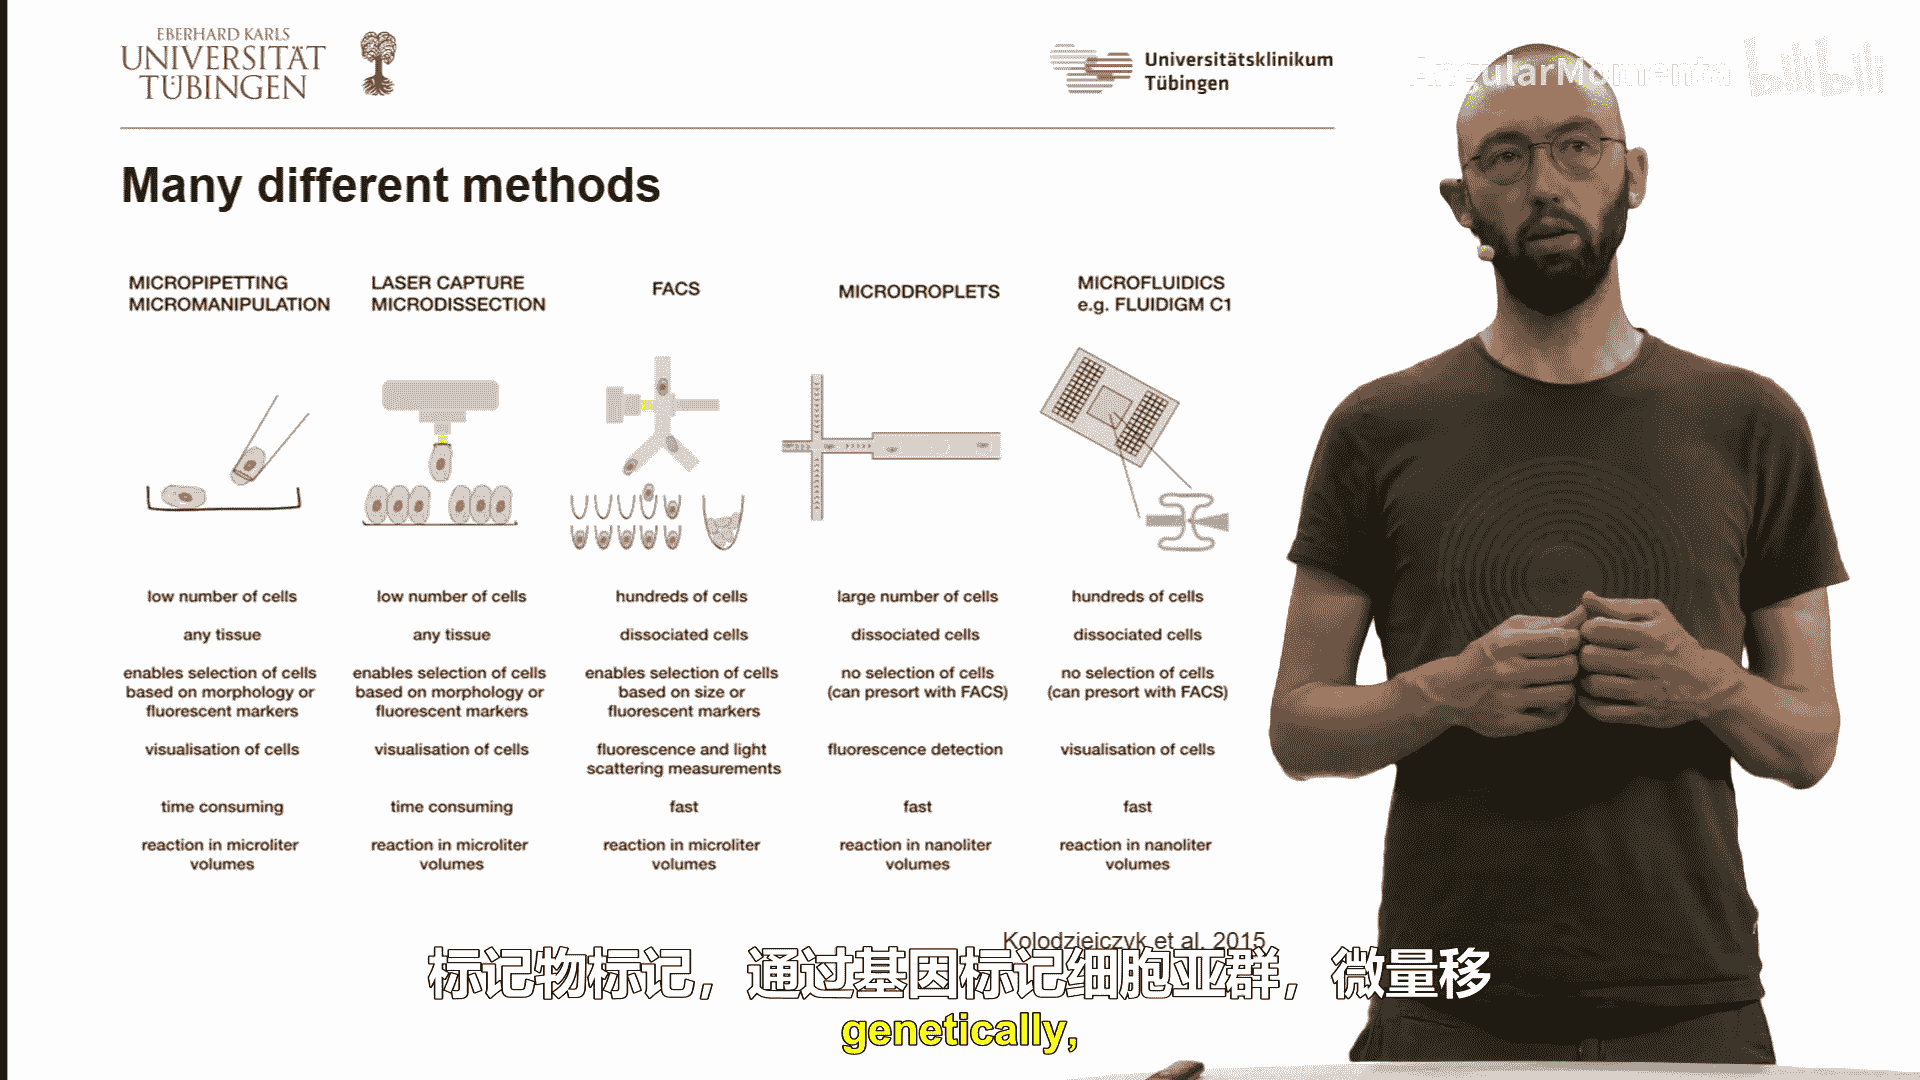 EBERHARD KARLS
UNIVERSITÄT
TÜBINGEN
Universitätsklinikum
Tübingen
AngularMomenta
bilibili
Many different methods
MICROPIPETTING
MICROMANIPULATION
LASER CAPTURE
MICRODISSECTION
FACS
MICRODROPLETS
MICROFLUIDICS
e.g. FLUIDIGM C1
low number of cells
any tissue
enables selection of cells
based on morphology or
fluorescent markers
visualisation of cells
time consuming
reaction in microliter
volumes
low number of cells
any tissue
enables selection of cells
based on morphology or
fluorescent markers
visualisation of cells
time consuming
reaction in microliter
volumes
hundreds of cells
dissociated cells
enables selection of cells
based on size or
fluorescent markers
fluorescence and light
scattering measurements
fast
reaction in microliter
volumes
large number of cells
dissociated cells
no selection of cells
(can presort with FACS)
fluorescence detection
fast
reaction in nanoliter
volumes
hundreds of cells
dissociated cells
no selection of cells
(can presort with FACS)
visualisation of cells
fast
reaction in nanoliter
volumes
Kolodziejczyk et al. 2015
标记物标记，通过基因标记细胞亚群，微量移
genetically,